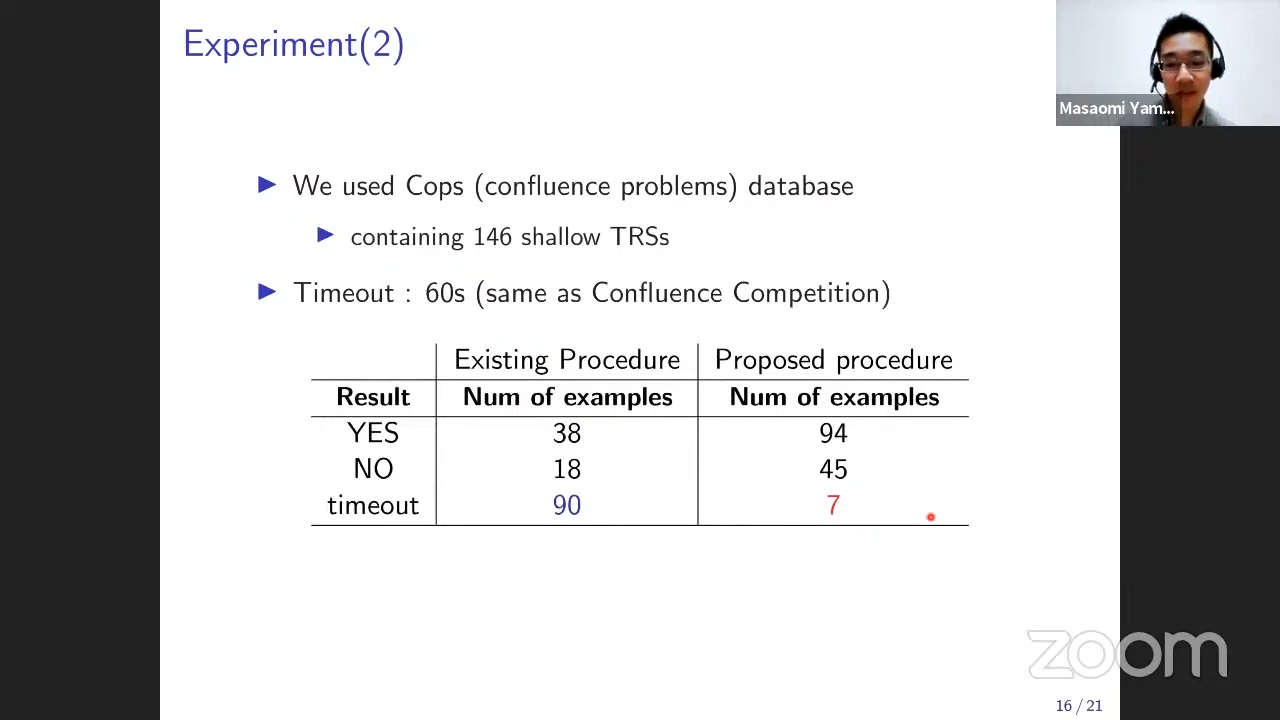 Experiment(2)
Masaomi Yam...
▶ We used Cops (confluence problems) database
▶ containing 146 shallow TRSs
▶ Timeout : 60s (same as Confluence Competition)
Existing Procedure Proposed procedure
Result Num of examples Num of examples
YES 38 94
NO 18 45
timeout 90 7
zoom
16 / 21